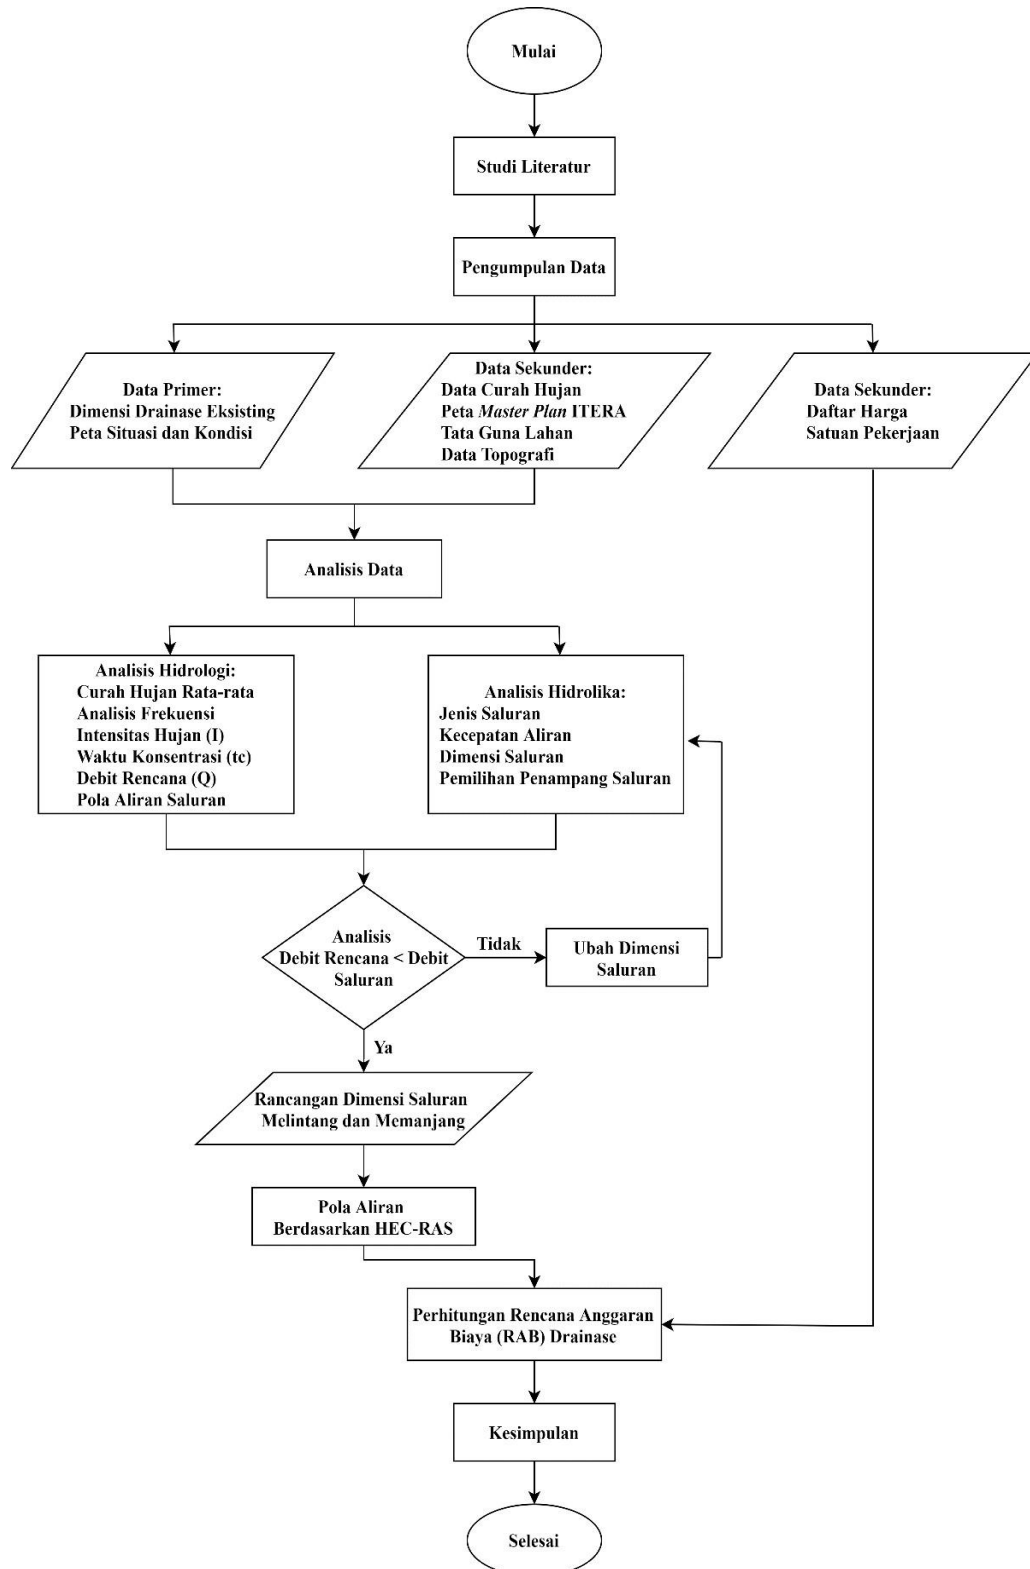 Mulai
Studi Literatur
Pengumpulan Data
Data Primer:
Dimensi Drainase Eksisting
Peta Situasi dan Kondisi
Data Sekunder:
Data Curah Hujan
Peta Master Plan ITERA
Tata Guna Lahan
Data Topografi
Data Sekunder:
Daftar Harga
Satuan Pekerjaan
Analisis Data
Analisis Hidrologi:
Curah Hujan Rata-rata
Analisis Frekuensi
Intensitas Hujan (I)
Waktu Konsentrasi (tc)
Debit Rencana (Q)
Pola Aliran Saluran
Analisis Hidrolika:
Jenis Saluran
Kecepatan Aliran
Dimensi Saluran
Pemilihan Penampang Saluran
Analisis
Debit Rencana < Debit
Saluran
Tidak
Ubah Dimensi
Saluran
Ya
Rancangan Dimensi Saluran
Melintang dan Memanjang
Pola Aliran
Berdasarkan HEC-RAS
Perhitungan Rencana Anggaran
Biaya (RAB) Drainase
Kesimpulan
Selesai